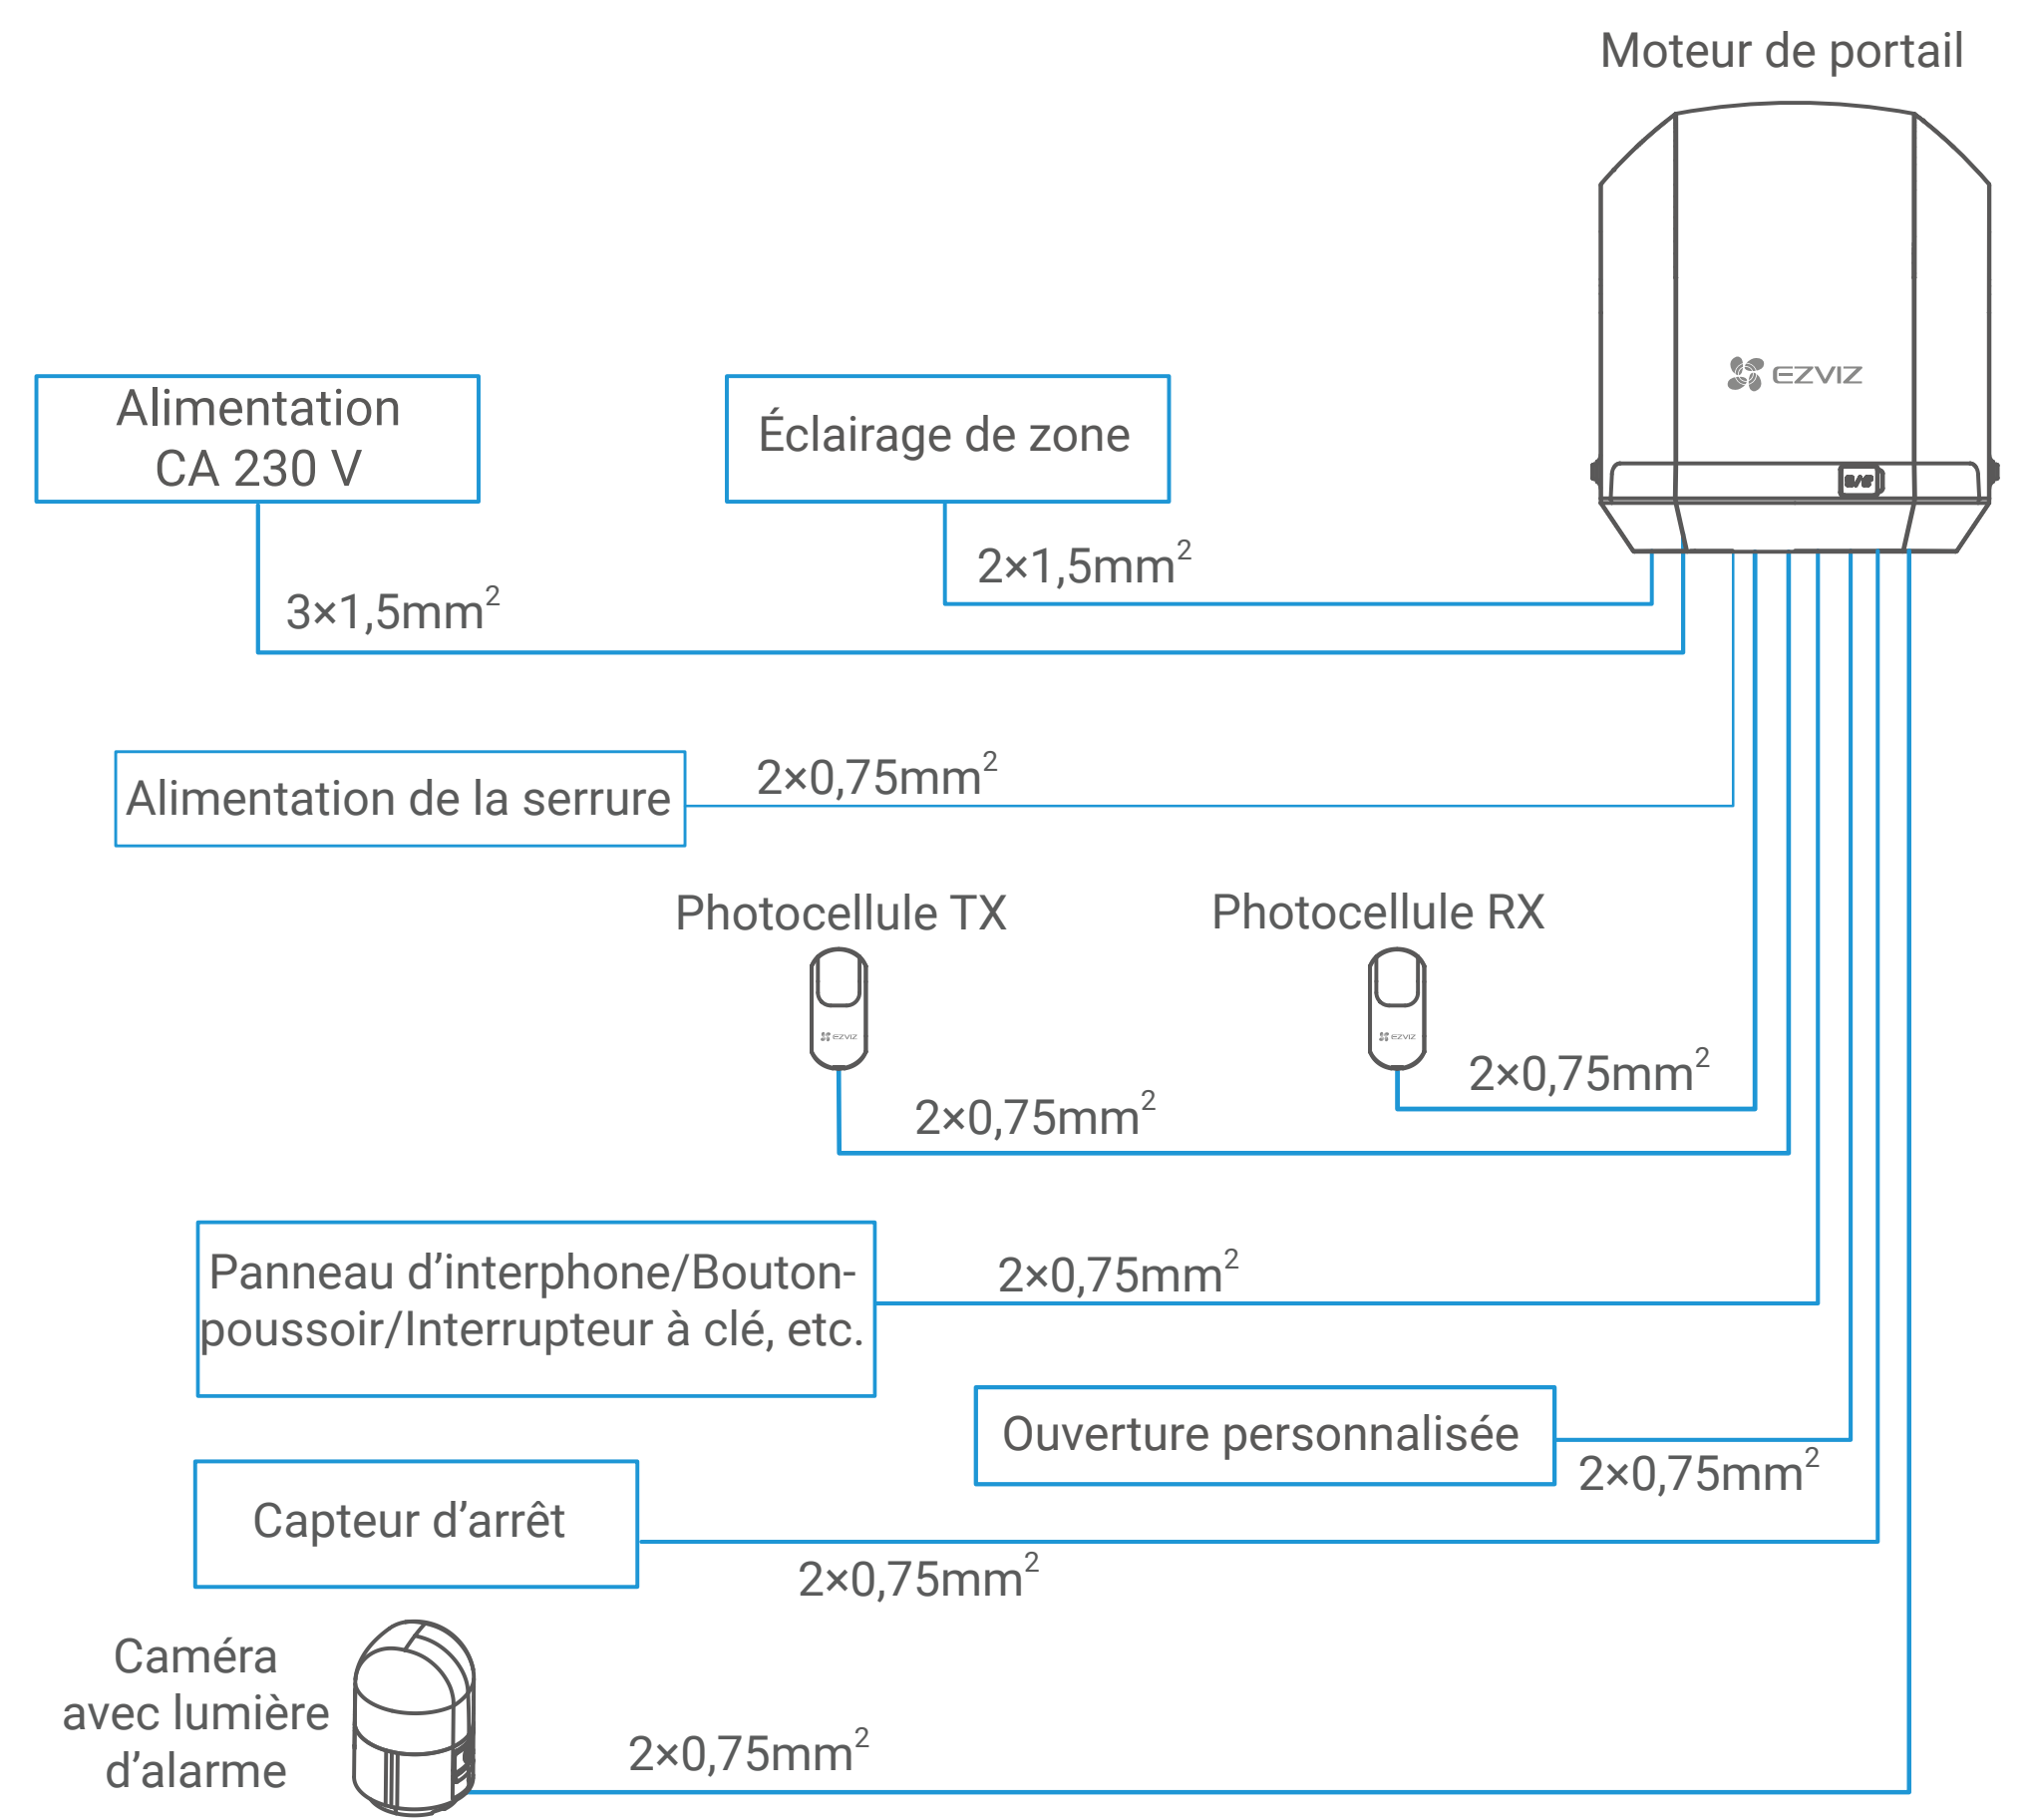 Moteur de portail
EZVIZ
Alimentation
CA 230 V
Éclairage de zone
2×1,5mm²
3×1,5mm²
Alimentation de la serrure
2×0,75mm²
Photocellule TX
Photocellule RX
EZVIZ
EZVIZ
2×0,75mm²
2×0,75mm²
Panneau d’interphone/Bouton-
poussoir/Interrupteur à clé, etc.
2×0,75mm²
Ouverture personnalisée
2×0,75mm²
Capteur d’arrêt
2×0,75mm²
Caméra
avec lumière
d’alarme
2×0,75mm²